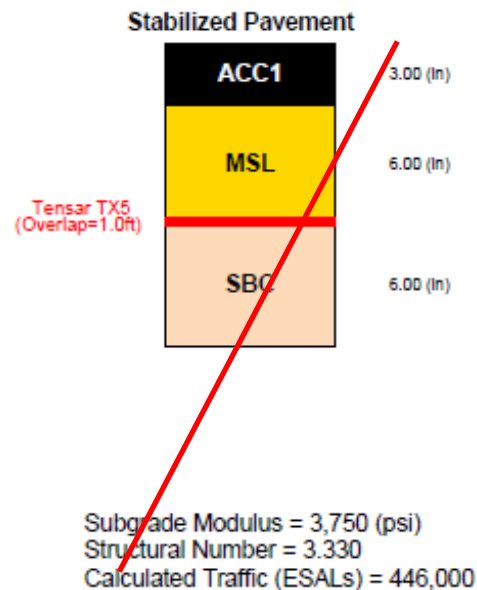 Stabilized Pavement
ACC1
3.00 (in)
MSL
6.00 (in)
Tensar TX5
(Overlap=1.0ft)
SBC
6.00 (in)
Subgrade Modulus = 3,750 (psi)
Structural Number = 3.330
Calculated Traffic (ESALs) = 446,000